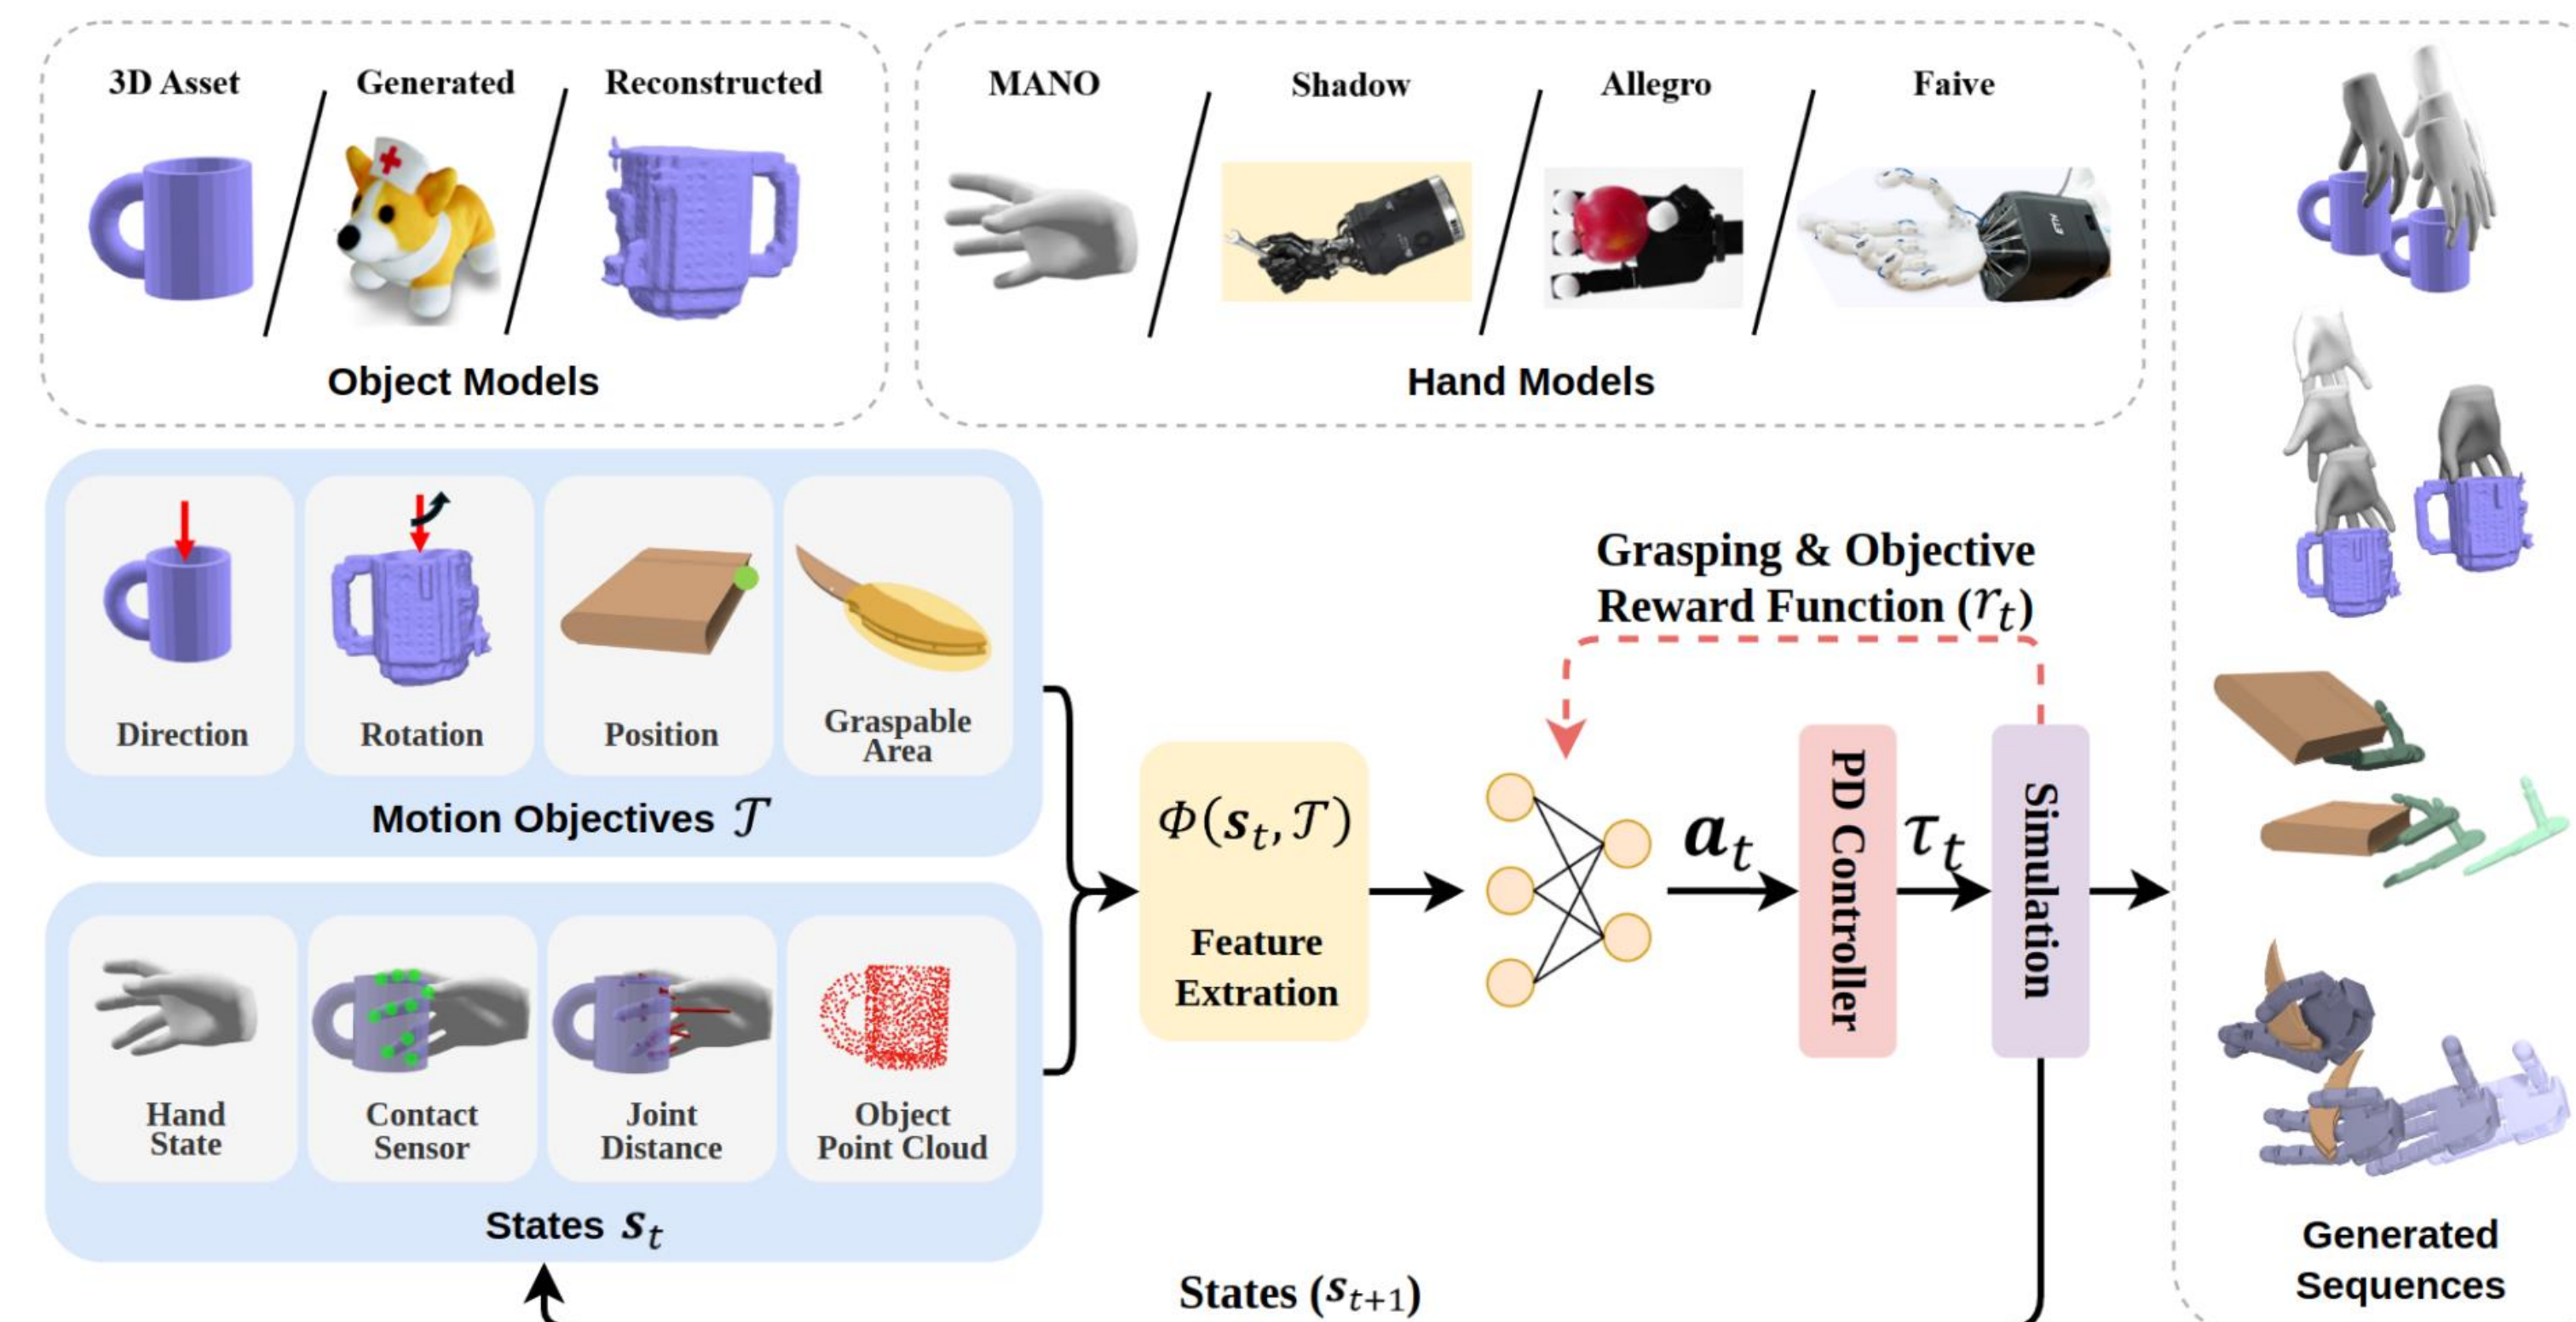 3D Asset
Generated
Reconstructed
Object Models
MANO
Shadow
Allegro
Faive
Hand Models
Direction
Rotation
Position
Graspable
Area
Motion Objectives 𝒯
Hand
State
Contact
Sensor
Joint
Distance
Object
Point Cloud
States s_t
Φ(s_t, 𝒯)
Feature
Extration
Grasping & Objective
Reward Function (r_t)
a_t
PD Controller
τ_t
Simulation
States (s_{t+1})
ETH
Generated
Sequences